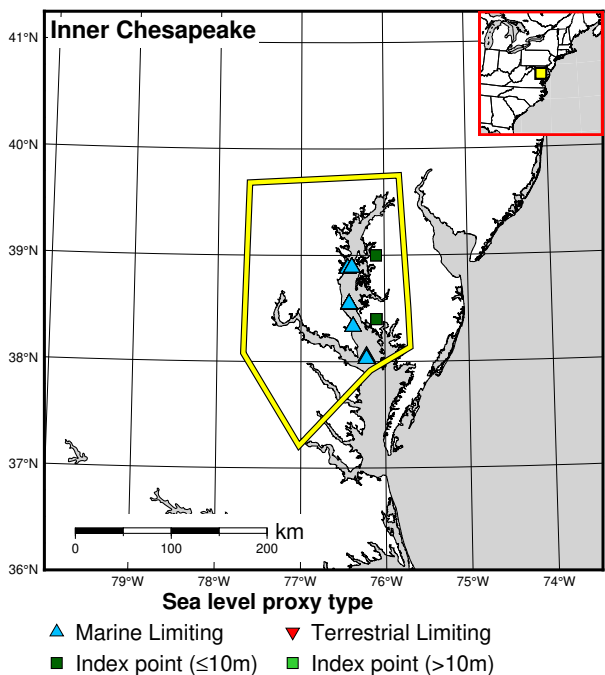 Inner Chesapeake
41°N
40°N
39°N
38°N
37°N
36°N
km
0 100 200
79°W 78°W 77°W 76°W 75°W 74°W
Sea level proxy type
Marine Limiting Terrestrial Limiting
Index point (≤10m) Index point (>10m)